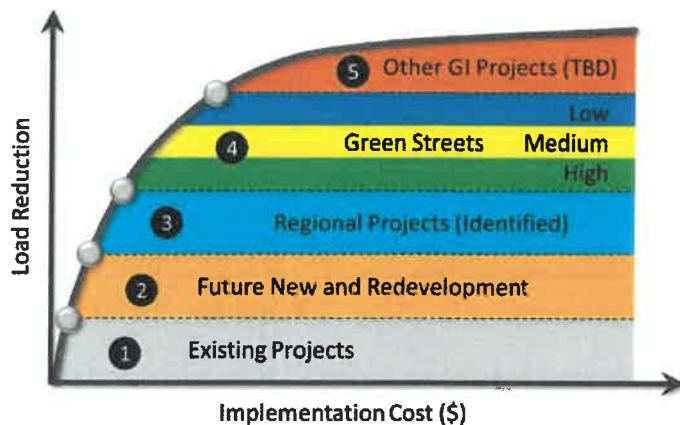 Load Reduction
5 Other GI Projects (TBD)
Low
4 Green Streets Medium
High
3 Regional Projects (Identified)
2 Future New and Redevelopment
1 Existing Projects
Implementation Cost ($)